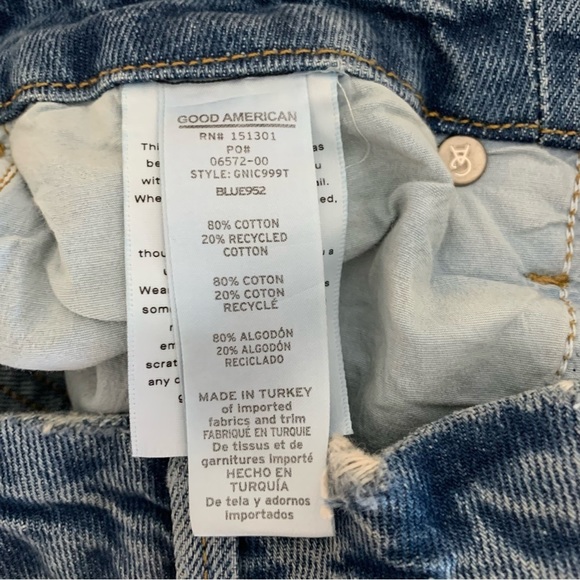 GOOD AMERICAN
RN# 151301
PO#
06572-00
STYLE: GNIC999T
BLUE952
80% COTTON
20% RECYCLED
COTTON
80% COTON
20% COTON
RECYCLÉ
80% ALGODÓN
20% ALGODÓN
RECICLADO
MADE IN TURKEY
of imported
fabrics and trim
FABRIQUÉ EN TURQUIE
De tissus et de
garnitures importé
HECHO EN
TURQUÍA
De tela y adornos
importados